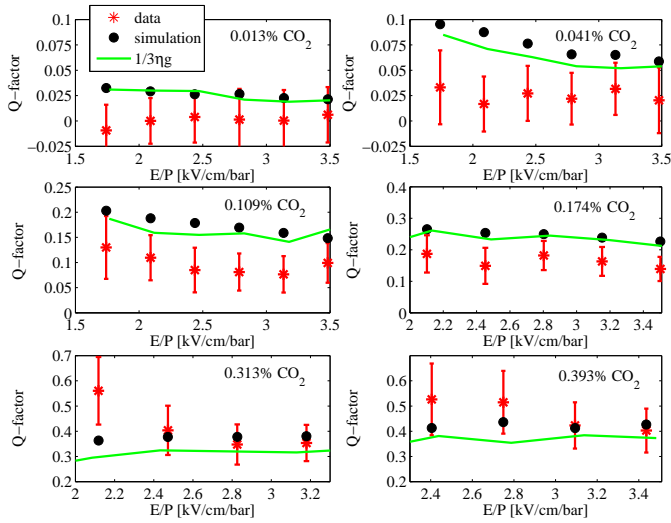 data
simulation
1/3ηg
0.013% CO2
Q−factor
0.1
0.075
0.05
0.025
0
−0.025
1.5 2 2.5 3 3.5
E/P [kV/cm/bar]
0.041% CO2
Q−factor
0.1
0.075
0.05
0.025
0
−0.025
1.5 2 2.5 3 3.5
E/P [kV/cm/bar]
0.109% CO2
Q−factor
0.25
0.2
0.15
0.1
0.05
0
1.5 2 2.5 3 3.5
E/P [kV/cm/bar]
0.174% CO2
Q−factor
0.4
0.3
0.2
0.1
0
2 2.2 2.4 2.6 2.8 3 3.2 3.4
E/P [kV/cm/bar]
0.313% CO2
Q−factor
0.7
0.6
0.5
0.4
0.3
0.2
2 2.2 2.4 2.6 2.8 3 3.2
E/P [kV/cm/bar]
0.393% CO2
Q−factor
0.7
0.6
0.5
0.4
0.3
0.2
2.4 2.6 2.8 3 3.2 3.4
E/P [kV/cm/bar]